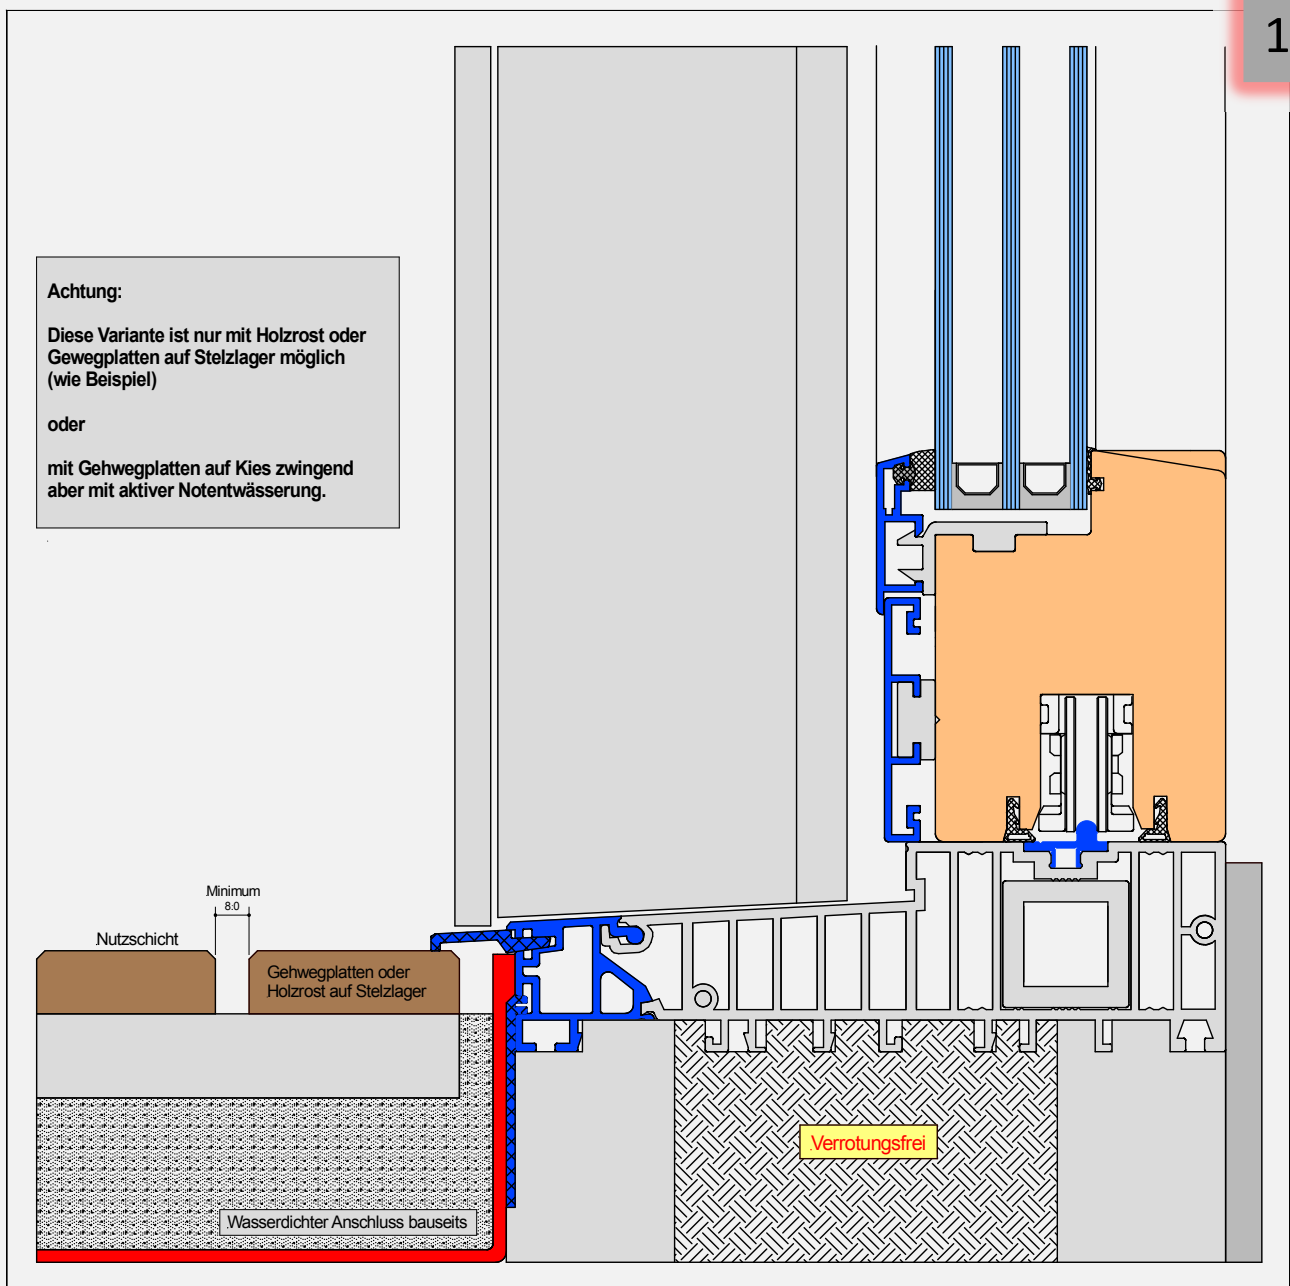 1
Achtung:
Diese Variante ist nur mit Holzrost oder
Gewegplatten auf Stelzlager möglich
(wie Beispiel)
oder
mit Gehwegplatten auf Kies zwingend
aber mit aktiver Notentwässerung.
Minimum
8.0
Nutzschicht
Gehwegplatten oder
Holzrost auf Stelzlager
Verrotungsfrei
Wasserdichter Anschluss bauseits